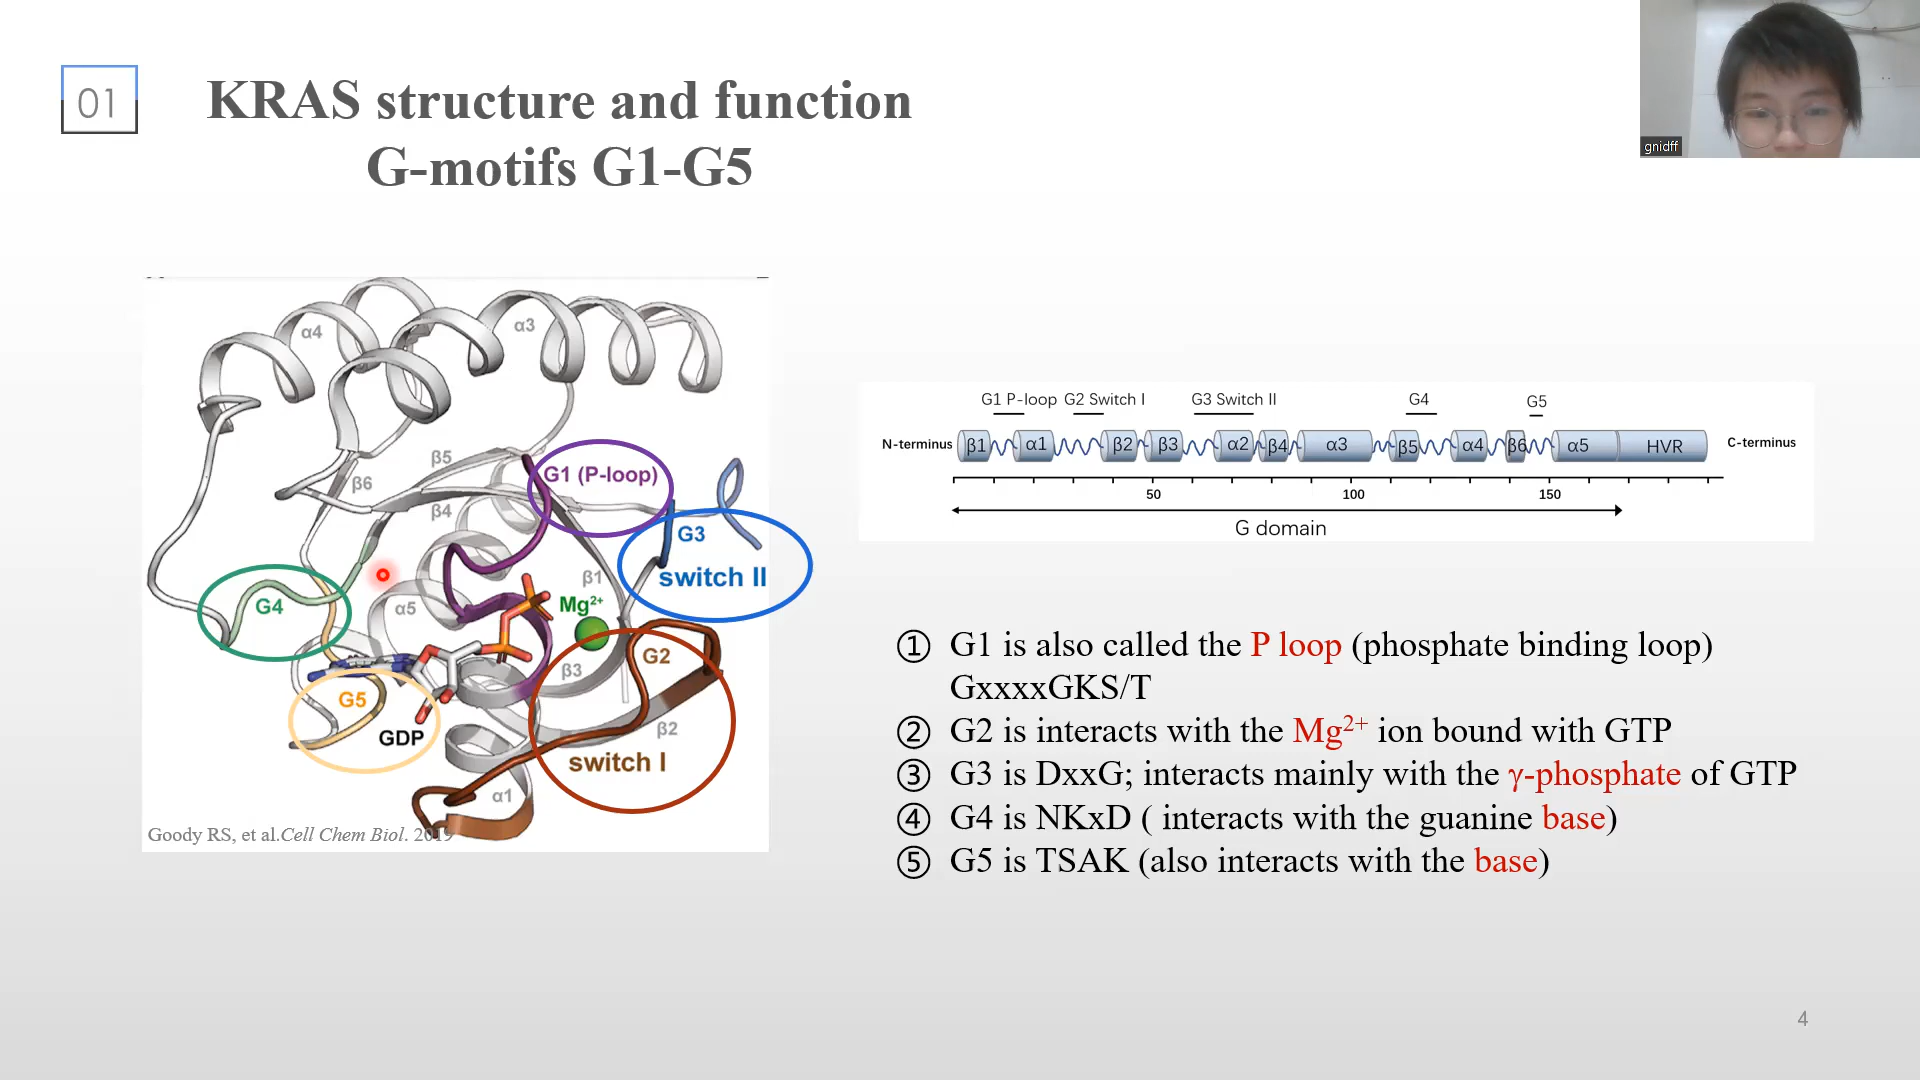 01
KRAS structure and function
G-motifs G1-G5
gnidff
α4
α3
β5
G1 (P-loop)
β6
β4
G3
switch II
β1
Mg²⁺
G4
α5
G2
β3
G5
β2
GDP
switch I
α1
Goody RS, et al.Cell Chem Biol. 2019
G1 P-loop G2 Switch I G3 Switch II G4 G5
N-terminus β1 α1 β2 β3 α2 β4 α3 β5 α4 β6 α5 HVR C-terminus
50 100 150
G domain
① G1 is also called the P loop (phosphate binding loop)
GxxxxGKS/T
② G2 is interacts with the Mg²⁺ ion bound with GTP
③ G3 is DxxG; interacts mainly with the γ-phosphate of GTP
④ G4 is NKxD ( interacts with the guanine base)
⑤ G5 is TSAK (also interacts with the base)
4